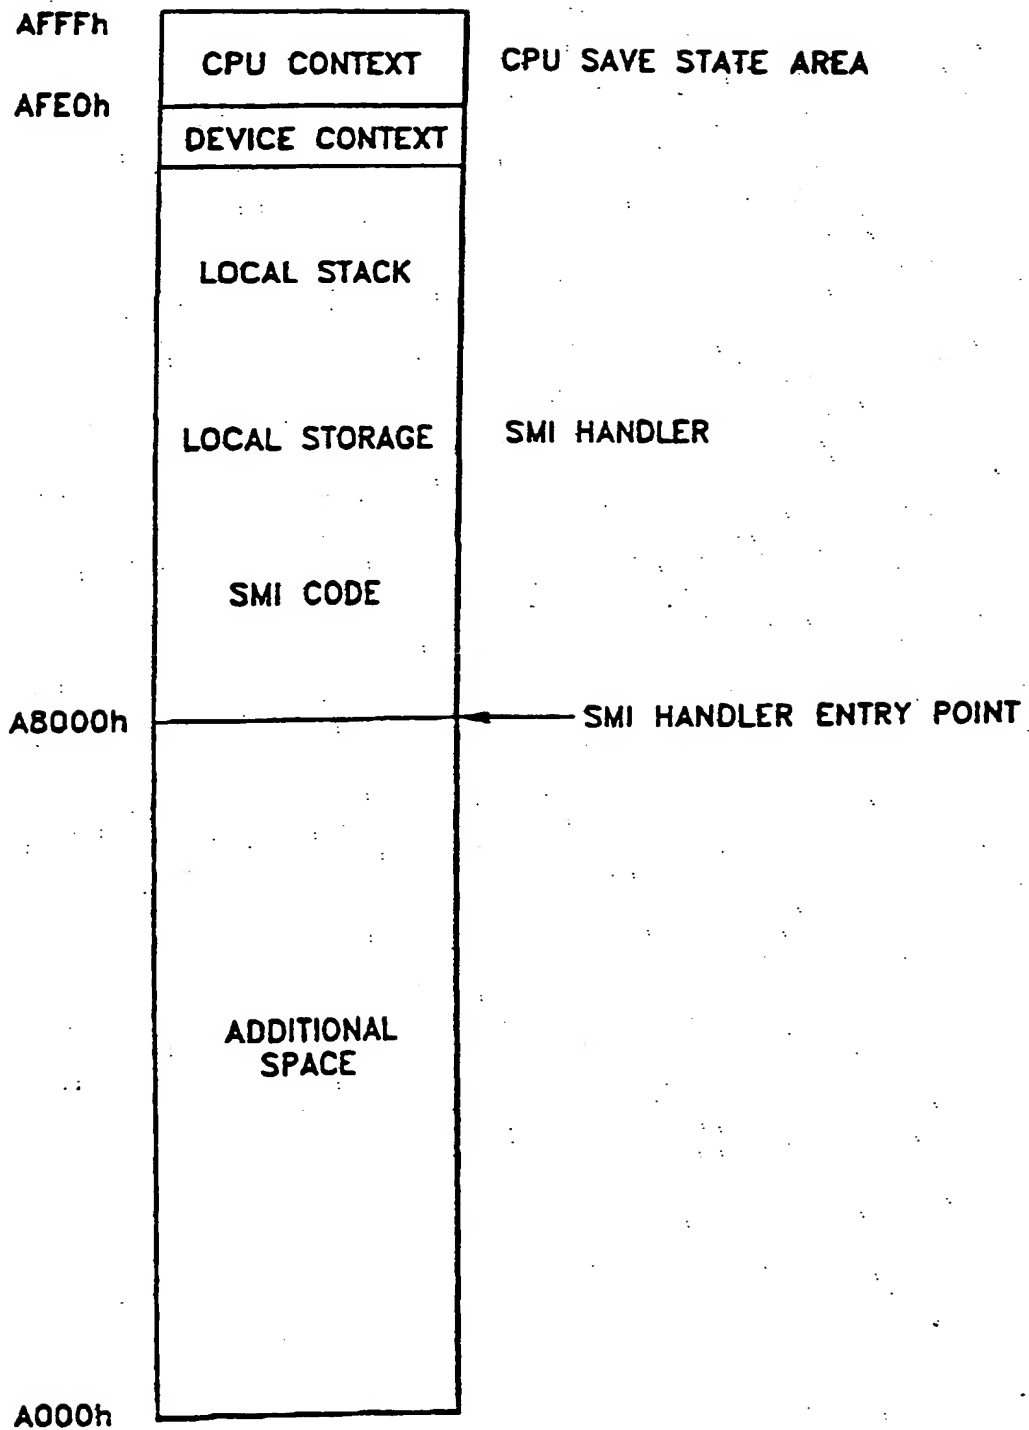 AFFFh
CPU CONTEXT
CPU SAVE STATE AREA
AFE0h
DEVICE CONTEXT
LOCAL STACK
LOCAL STORAGE
SMI HANDLER
SMI CODE
A8000h
SMI HANDLER ENTRY POINT
ADDITIONAL
SPACE
A000h